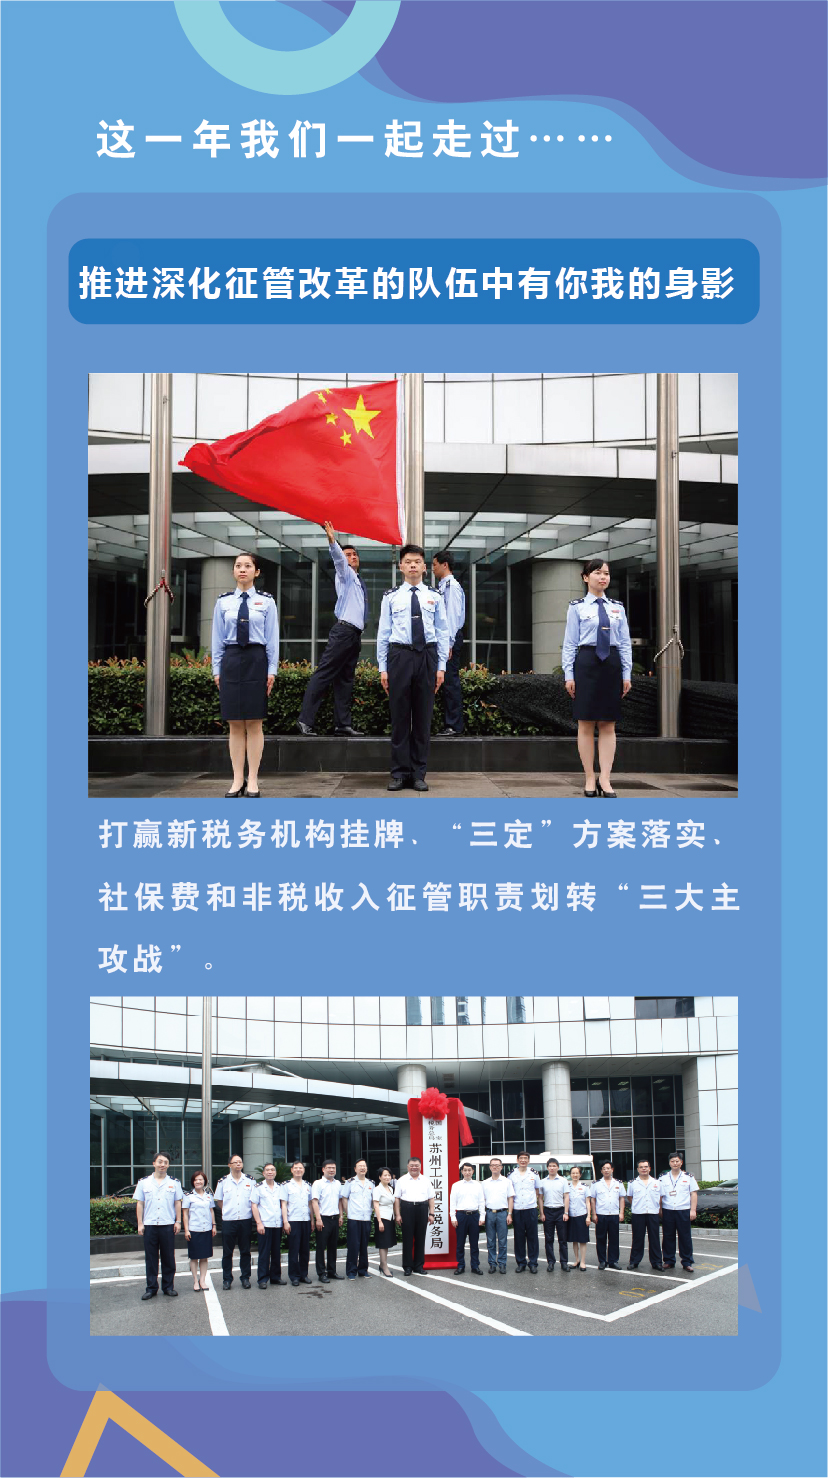 这一年我们一起走过……
推进深化征管改革的队伍中有你我的身影
打赢新税务机构挂牌、“三定”方案落实、
社保费和非税收入征管职责划转“三大主
攻战”。
苏州工业园区税务局